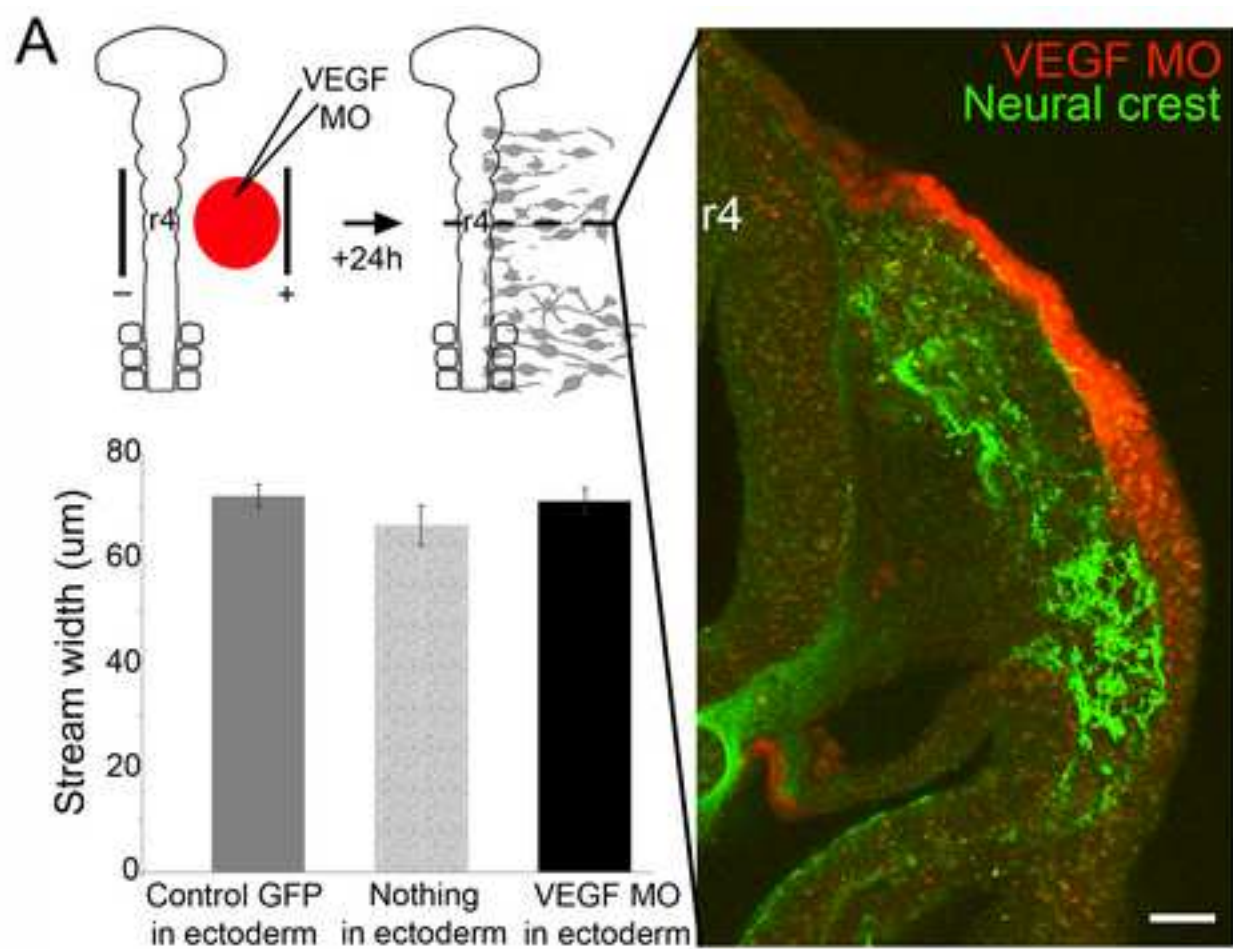 A
VEGF
MO
r4
–
+
+24h
r4
VEGF MO
Neural crest
r4
Stream width (um)
80
60
40
20
0
Control GFP
in ectoderm
Nothing
in ectoderm
VEGF MO
in ectoderm